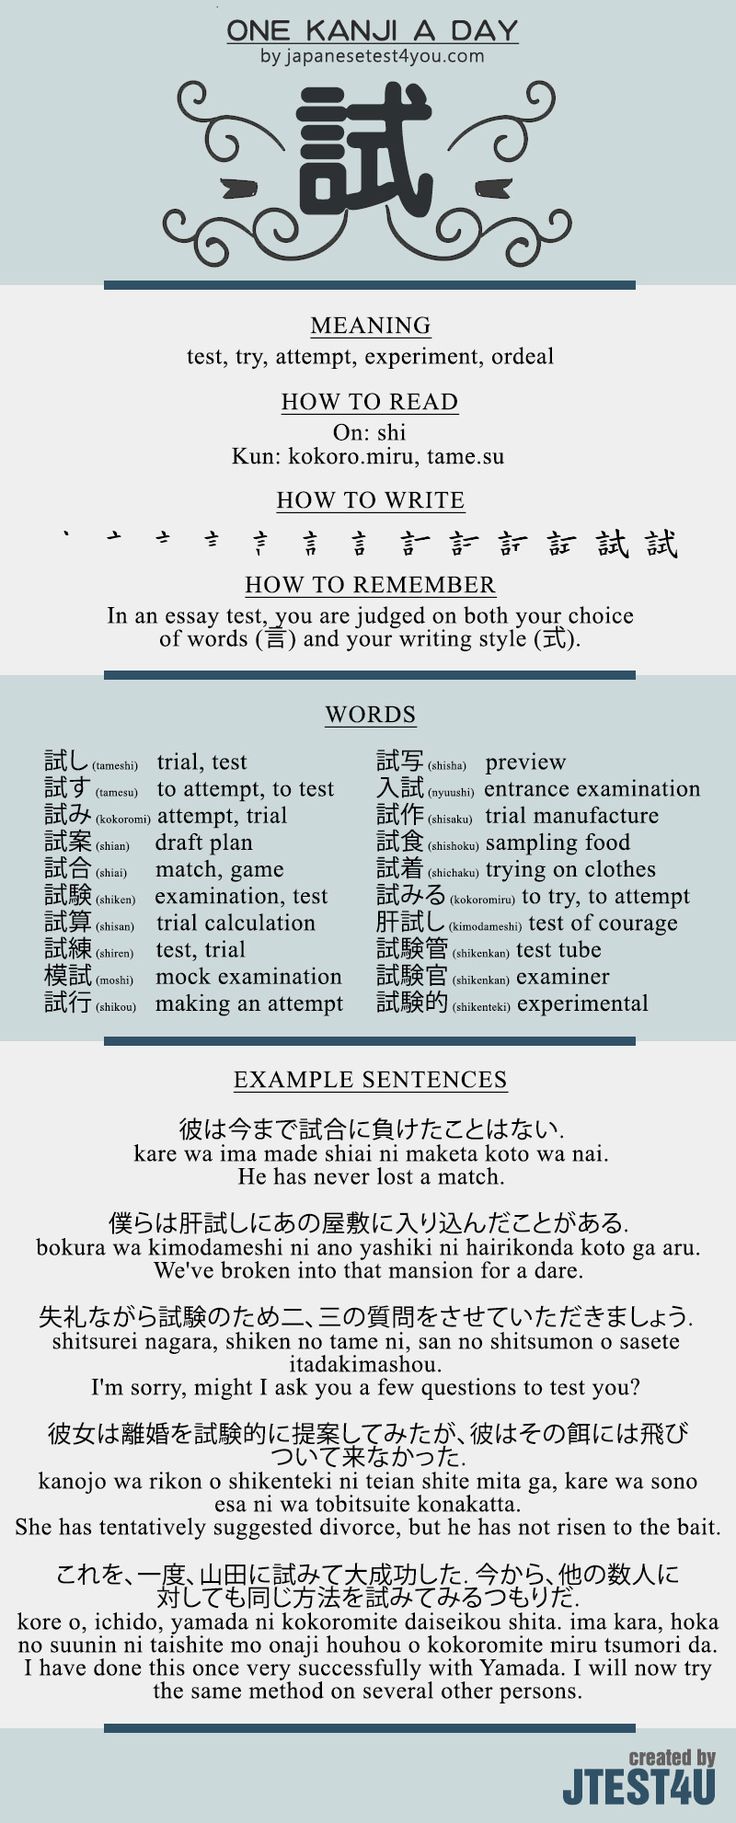 ONE KANJI A DAY
by japanesetest4you.com
試
MEANING
test, try, attempt, experiment, ordeal
HOW TO READ
On: shi
Kun: kokoro.miru, tame.su
HOW TO WRITE
HOW TO REMEMBER
In an essay test, you are judged on both your choice
of words (言) and your writing style (式).
WORDS
試し (tameshi) trial, test
試す (tamesu) to attempt, to test
試み (kokoromi) attempt, trial
試案 (shian) draft plan
試合 (shiai) match, game
試験 (shiken) examination, test
試算 (shisan) trial calculation
試練 (shiren) test, trial
模試 (moshi) mock examination
試行 (shikou) making an attempt
試写 (shisha) preview
入試 (nyuushi) entrance examination
試作 (shisaku) trial manufacture
試食 (shishoku) sampling food
試着 (shichaku) trying on clothes
試みる (kokoromiru) to try, to attempt
肝試し (kimodameshi) test of courage
試験管 (shikenkan) test tube
試験官 (shikenkan) examiner
試験的 (shikenteki) experimental
EXAMPLE SENTENCES
彼は今まで試合に負けたことはない.
kare wa ima made shiai ni maketa koto wa nai.
He has never lost a match.
僕らは肝試しにあの屋敷に入り込んだことがある.
bokura wa kimodameshi ni ano yashiki ni hairikonda koto ga aru.
We've broken into that mansion for a dare.
失礼ながら試験のため二、三の質問をさせていただきましょう.
shitsurei nagara, shiken no tame ni, san no shitsumon o sasete
itadakimashou.
I'm sorry, might I ask you a few questions to test you?
彼女は離婚を試験的に提案してみたが、彼はその餌には飛び
ついて来なかった.
kanojo wa rikon o shikenteki ni teian shite mita ga, kare wa sono
esa ni wa tobitsuite konakatta.
She has tentatively suggested divorce, but he has not risen to the bait.
これを、一度、山田に試みて大成功した. 今から、他の数人に
対しても同じ方法を試みてみるつもりだ.
kore o, ichido, yamada ni kokoromite daiseikou shita. ima kara, hoka
no suunin ni taishite mo onaji houhou o kokoromite miru tsumori da.
I have done this once very successfully with Yamada. I will now try
the same method on several other persons.
created by
JTEST4U